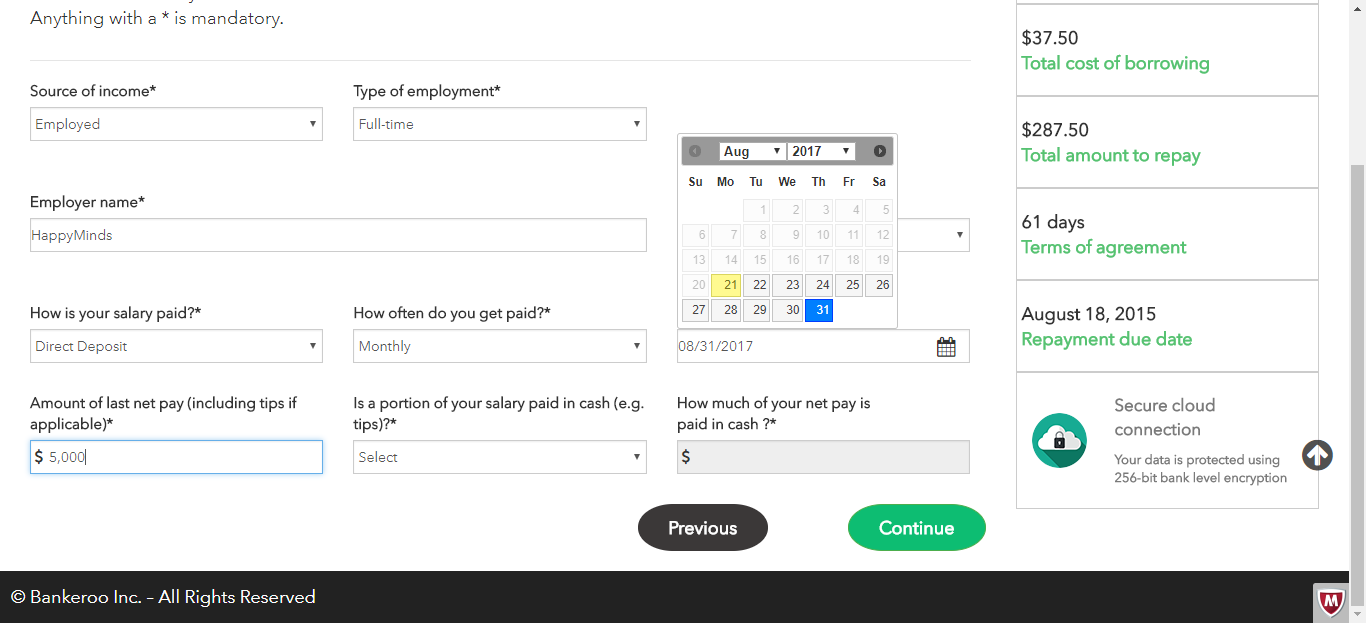 Anything with a * is mandatory.
Source of income*
Type of employment*
Employed
Full-time
Employer name*
HappyMinds
How is your salary paid?*
How often do you get paid?*
Direct Deposit
Monthly
Aug 2017
Su Mo Tu We Th Fr Sa
1 2 3 4 5
6 7 8 9 10 11 12
13 14 15 16 17 18 19
20 21 22 23 24 25 26
27 28 29 30 31
08/31/2017
Amount of last net pay (including tips if
applicable)*
Is a portion of your salary paid in cash (e.g.
tips)?*
How much of your net pay is
paid in cash ?*
$ 5,000
Select
$
Previous
Continue
$37.50
Total cost of borrowing
$287.50
Total amount to repay
61 days
Terms of agreement
August 18, 2015
Repayment due date
Secure cloud
connection
Your data is protected using
256-bit bank level encryption
© Bankeroo Inc. – All Rights Reserved
M